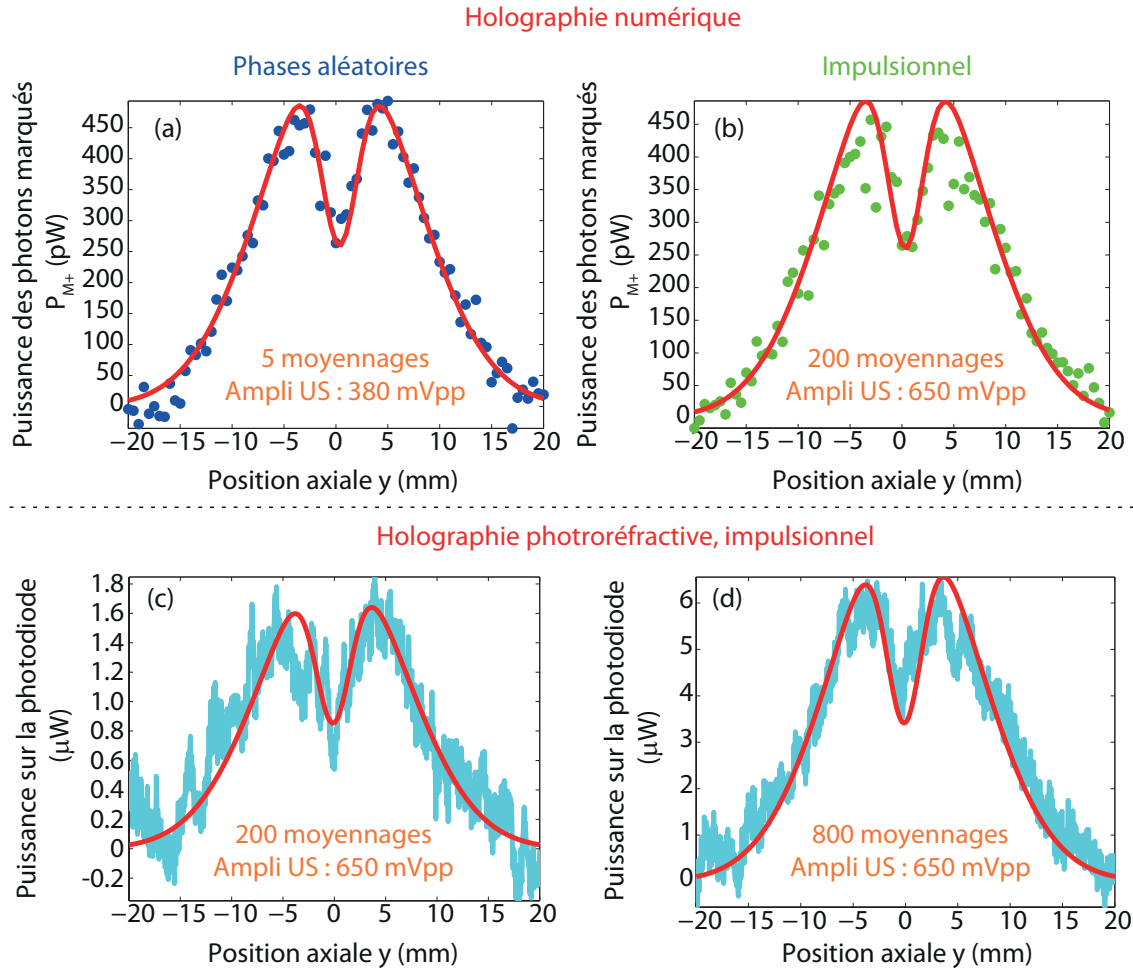 Holographie numérique
Phases aléatoires
Impulsionnel
Puissance des photons marqués
P_M+ (pW)
450
400
350
300
250
200
150
100
50
0
(a)
5 moyennages
Ampli US : 380 mVpp
−20 −15 −10 −5 0 5 10 15 20
Position axiale y (mm)
Puissance des photons marqués
P_M+ (pW)
450
400
350
300
250
200
150
100
50
0
(b)
200 moyennages
Ampli US : 650 mVpp
−20 −15 −10 −5 0 5 10 15 20
Position axiale y (mm)
Holographie photroréfractive, impulsionnel
Puissance sur la photodiode
(μW)
1.8
1.6
1.4
1.2
1
0.8
0.6
0.4
0.2
0
-0.2
(c)
200 moyennages
Ampli US : 650 mVpp
−20 −15 −10 −5 0 5 10 15 20
Position axiale y (mm)
Puissance sur la photodiode
(μW)
6
5
4
3
2
1
0
(d)
800 moyennages
Ampli US : 650 mVpp
−20 −15 −10 −5 0 5 10 15 20
Position axiale y (mm)